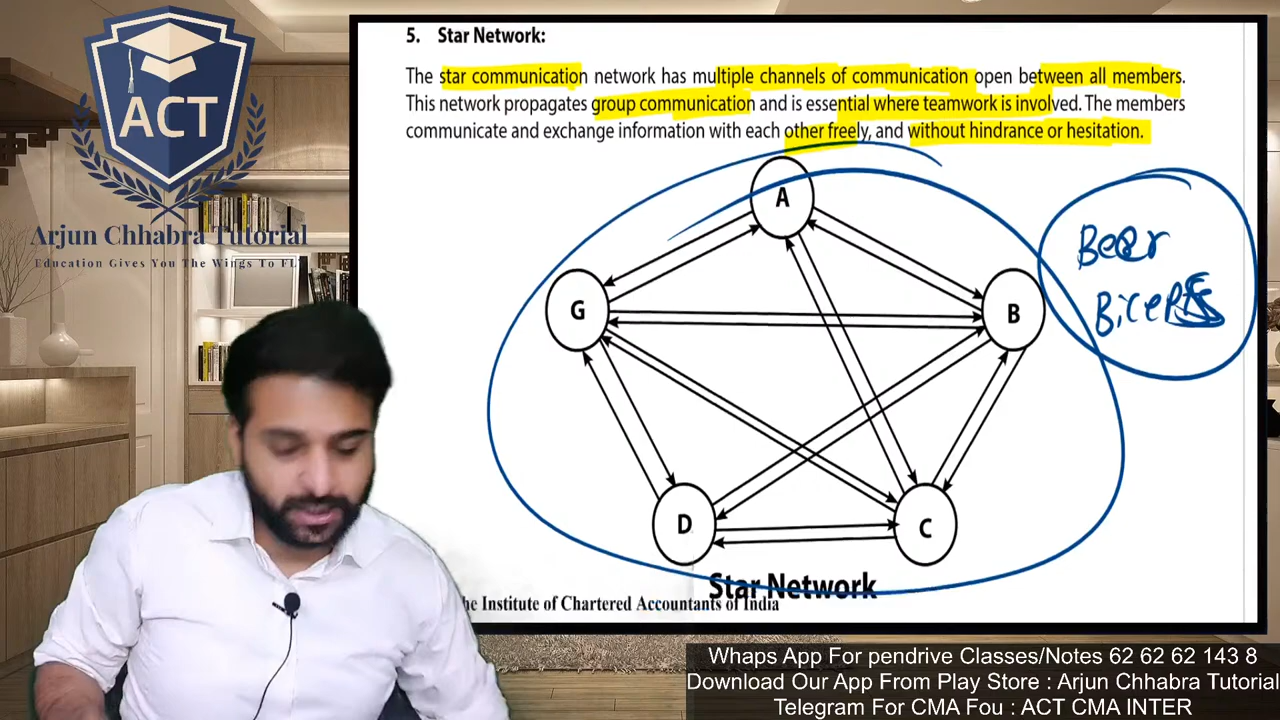 5. Star Network:
The star communication network has multiple channels of communication open between all members.
This network propagates group communication and is essential where teamwork is involved. The members
communicate and exchange information with each other freely, and without hindrance or hesitation.
A
G
B
D
C
Star Network
he Institute of Chartered Accountants of India
Beer
Biceps
ACT
Arjun Chhabra Tutorial
Education Gives You The Wings To Fl
Whaps App For pendrive Classes/Notes 62 62 62 143 8
Download Our App From Play Store : Arjun Chhabra Tutorial
Telegram For CMA Fou : ACT CMA INTER